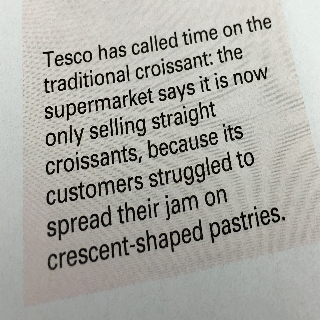 Tesco has called time on the
traditional croissant: the
supermarket says it is now
only selling straight
croissants, because its
customers struggled to
spread their jam on
crescent-shaped pastries.